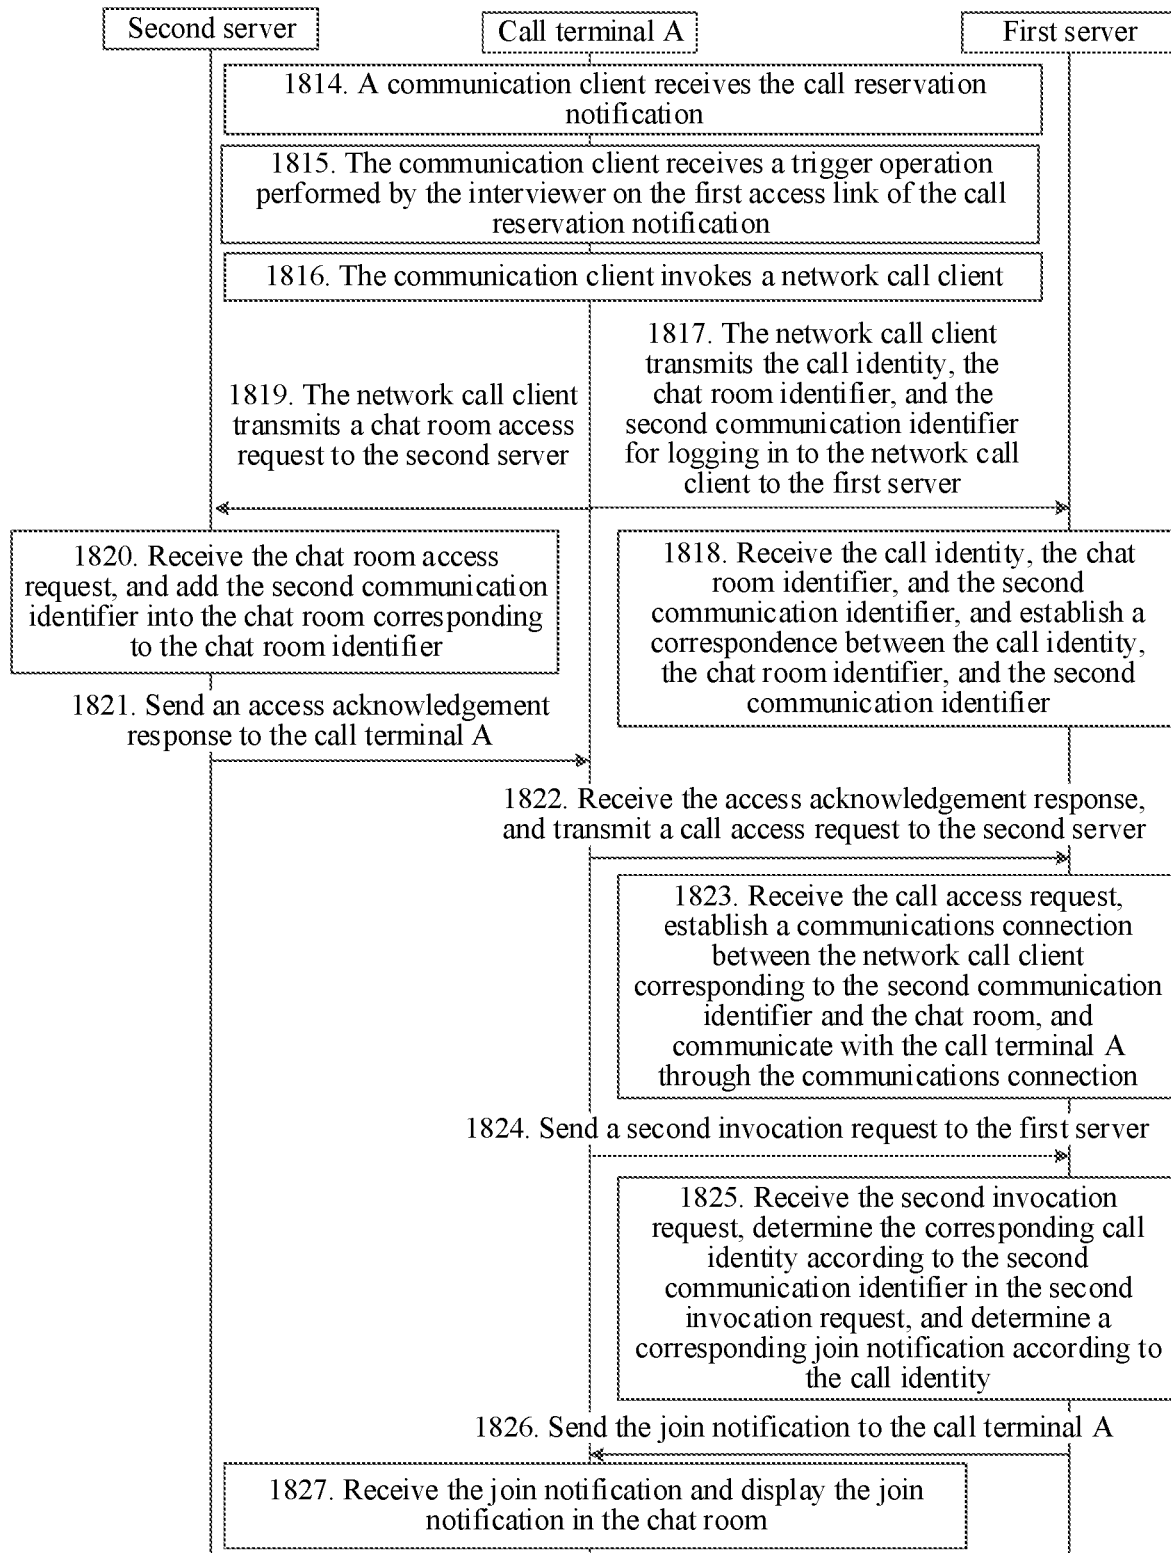 Second server
Call terminal A
First server
1814. A communication client receives the call reservation
notification
1815. The communication client receives a trigger operation
performed by the interviewer on the first access link of the call
reservation notification
1816. The communication client invokes a network call client
1817. The network call client
transmits the call identity, the
chat room identifier, and the
second communication identifier
for logging in to the network call
client to the first server
1819. The network call client
transmits a chat room access
request to the second server
1818. Receive the call identity, the chat
room identifier, and the second
communication identifier, and establish a
correspondence between the call identity,
the chat room identifier, and the second
communication identifier
1820. Receive the chat room access
request, and add the second communication
identifier into the chat room corresponding
to the chat room identifier
1821. Send an access acknowledgement
response to the call terminal A
1822. Receive the access acknowledgement response,
and transmit a call access request to the second server
1823. Receive the call access request,
establish a communications connection
between the network call client
corresponding to the second communication
identifier and the chat room, and
communicate with the call terminal A
through the communications connection
1824. Send a second invocation request to the first server
1825. Receive the second invocation
request, determine the corresponding call
identity according to the second
communication identifier in the second
invocation request, and determine a
corresponding join notification according to
the call identity
1826. Send the join notification to the call terminal A
1827. Receive the join notification and display the join
notification in the chat room